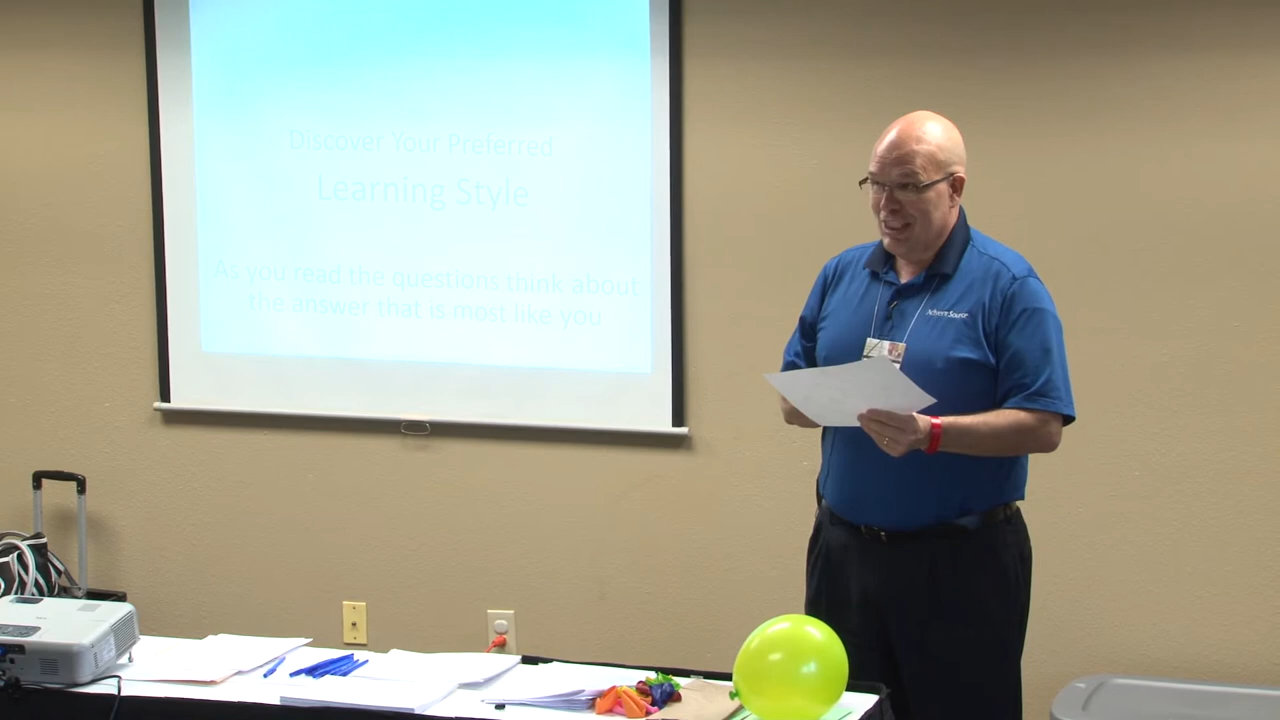 Discover Your Preferred
Learning Style
As you read the questions think about
the answer that is most like you
AdventSource